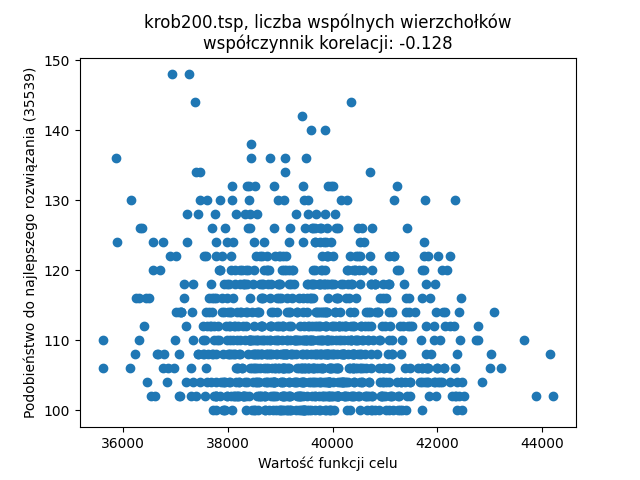 krob200.tsp, liczba wspólnych wierzchołków
współczynnik korelacji: -0.128
Podobieństwo do najlepszego rozwiązania (35539)
150
140
130
120
110
100
36000 38000 40000 42000 44000
Wartość funkcji celu